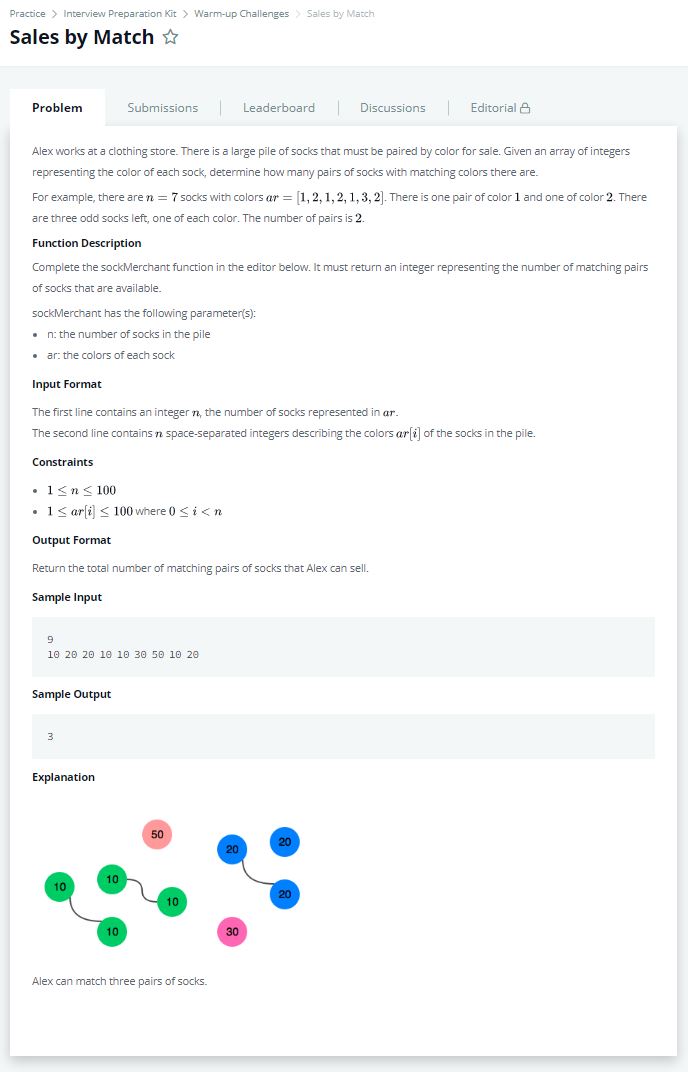 Practice > Interview Preparation Kit > Warm-up Challenges > Sales by Match
Sales by Match ☆
Problem Submissions Leaderboard Discussions Editorial
Alex works at a clothing store. There is a large pile of socks that must be paired by color for sale. Given an array of integers
representing the color of each sock, determine how many pairs of socks with matching colors there are.
For example, there are n = 7 socks with colors ar = [1, 2, 1, 2, 1, 3, 2]. There is one pair of color 1 and one of color 2. There
are three odd socks left, one of each color. The number of pairs is 2.
Function Description
Complete the sockMerchant function in the editor below. It must return an integer representing the number of matching pairs
of socks that are available.
sockMerchant has the following parameter(s):
• n: the number of socks in the pile
• ar: the colors of each sock
Input Format
The first line contains an integer n, the number of socks represented in ar.
The second line contains n space-separated integers describing the colors ar[i] of the socks in the pile.
Constraints
• 1 ≤ n ≤ 100
• 1 ≤ ar[i] ≤ 100 where 0 ≤ i < n
Output Format
Return the total number of matching pairs of socks that Alex can sell.
Sample Input
9
10 20 20 10 10 30 50 10 20
Sample Output
3
Explanation
50
20
20
10
10
20
10
10
30
Alex can match three pairs of socks.